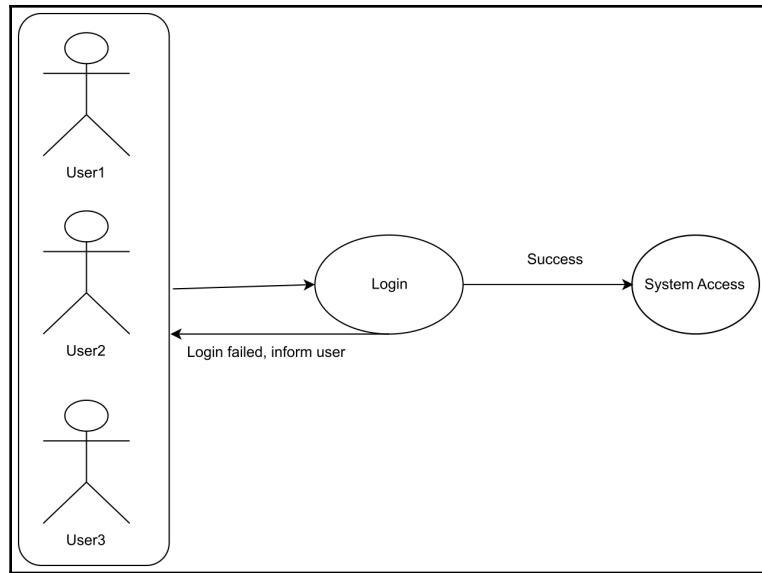 User1
User2
User3
Login
Success
System Access
Login failed, inform user